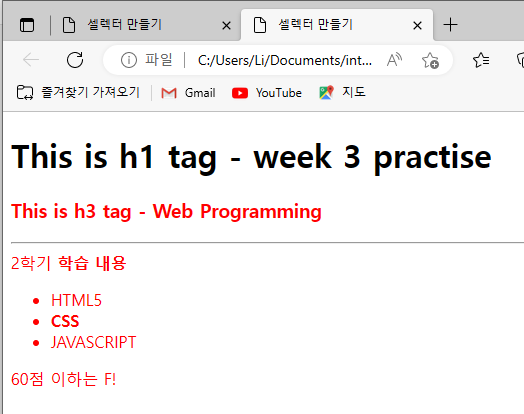 셀렉터 만들기
셀렉터 만들기
파일 C:/Users/Li/Documents/int...
즐겨찾기 가져오기 Gmail YouTube 지도
This is h1 tag - week 3 practise
This is h3 tag - Web Programming
2학기 학습 내용
HTML5
CSS
JAVASCRIPT
60점 이하는 F!